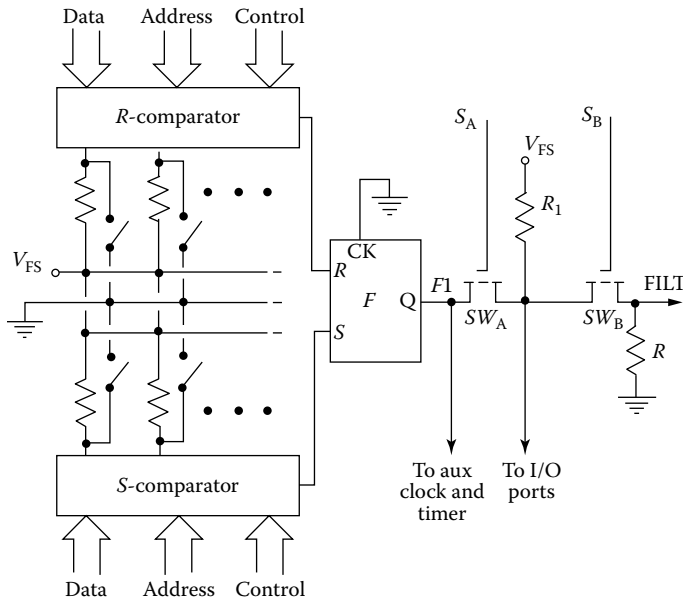 Data Address Control
R-comparator
S_A
S_B
V_FS
V_FS
R_1
CK
R
F
Q
F1
FILT
S
SW_A
SW_B
R
S-comparator
To aux
clock and
timer
To I/O
ports
Data Address Control